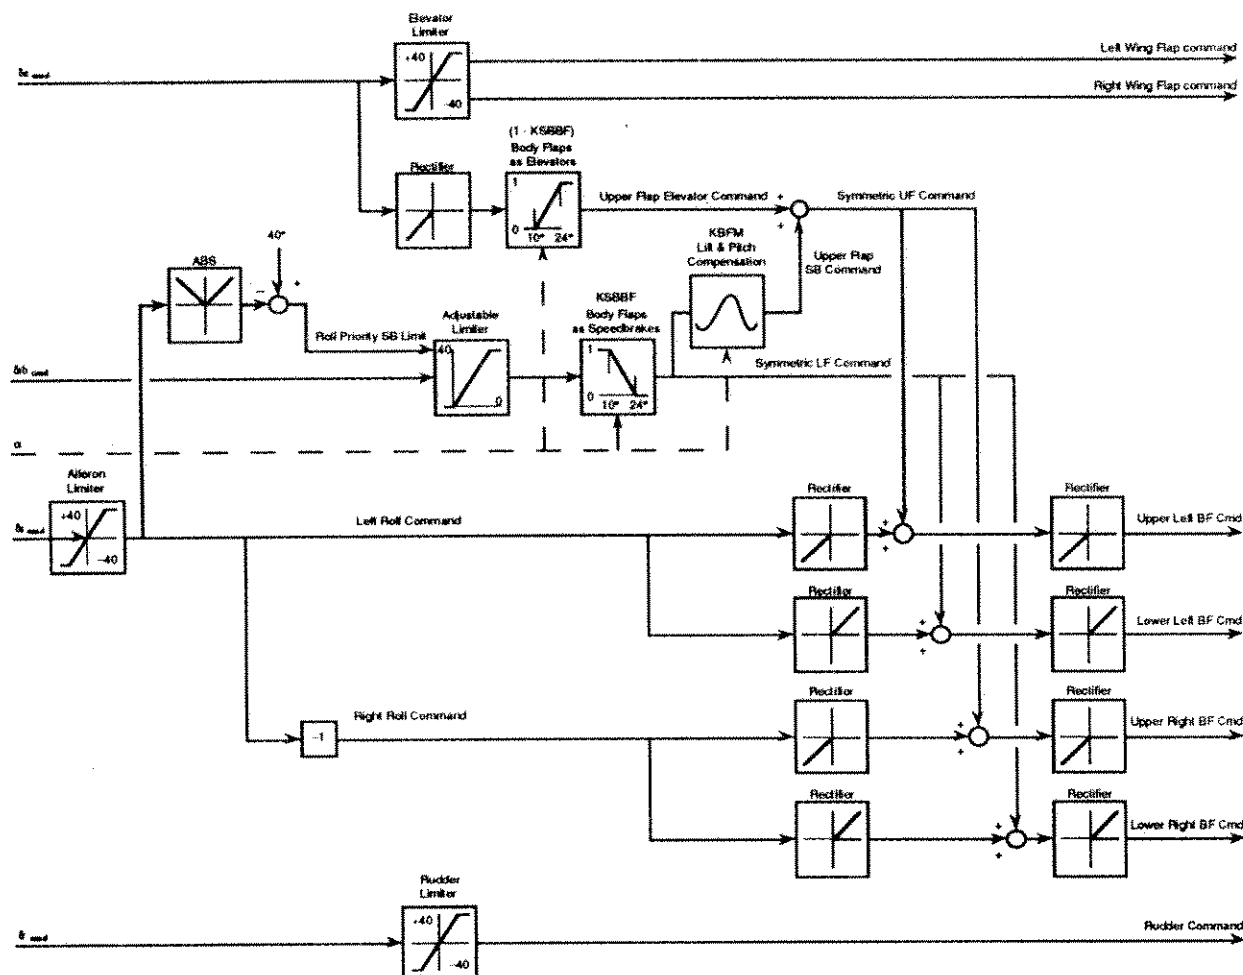 Elevator
Limiter
+40
-40
δe cmd
Left Wing Flap command
Right Wing Flap command
(1 - KSBBF)
Body Flaps
as Elevators
Rectifier
1
0
10° 24°
Upper Flap Elevator Command
+
+
Symmetric UF Command
40°
ABS
−
+
KBFM
Lift & Pitch
Compensation
Upper Flap
SB Command
Roll Priority SB Limit
Adjustable
Limiter
40
0
KSBBF
Body Flaps
as Speedbrakes
1
0
10° 24°
δsb cmd
Symmetric LF Command
α
Aileron
Limiter
+40
−40
Left Roll Command
Rectifier
+
+
Rectifier
Upper Left BF Cmd
Rectifier
+
+
Rectifier
Lower Left BF Cmd
−1
Right Roll Command
Rectifier
+
+
Rectifier
Upper Right BF Cmd
Rectifier
+
+
Rectifier
Lower Right BF Cmd
Rudder
Limiter
+40
−40
Rudder Command